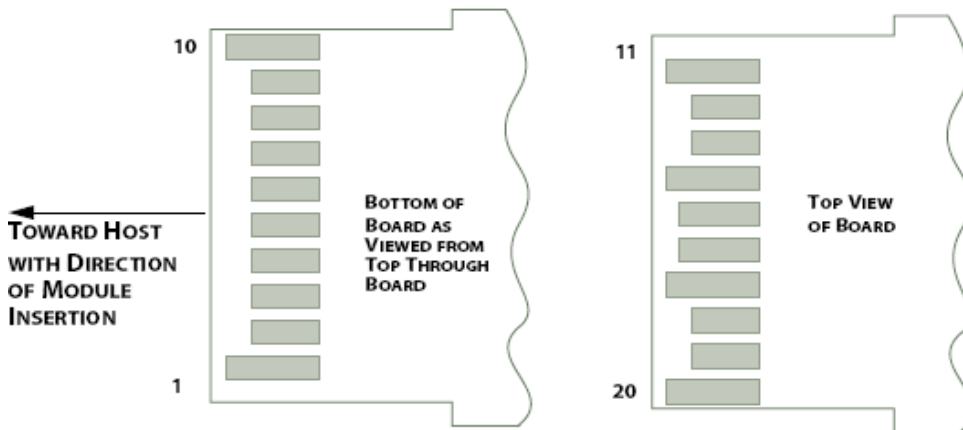 10
1
TOWARD HOST
WITH DIRECTION
OF MODULE
INSERTION
BOTTOM OF
BOARD AS
VIEWED FROM
TOP THROUGH
BOARD
11
20
TOP VIEW
OF BOARD